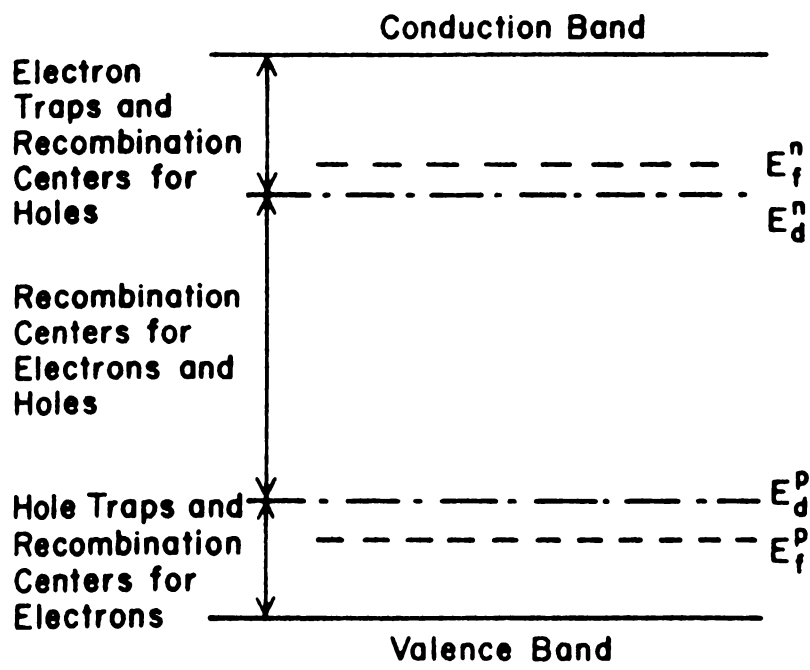 Conduction Band
Electron
Traps and
Recombination
Centers for
Holes
E_f^n
E_d^n
Recombination
Centers for
Electrons and
Holes
Hole Traps and
Recombination
Centers for
Electrons
E_d^p
E_f^p
Valence Band